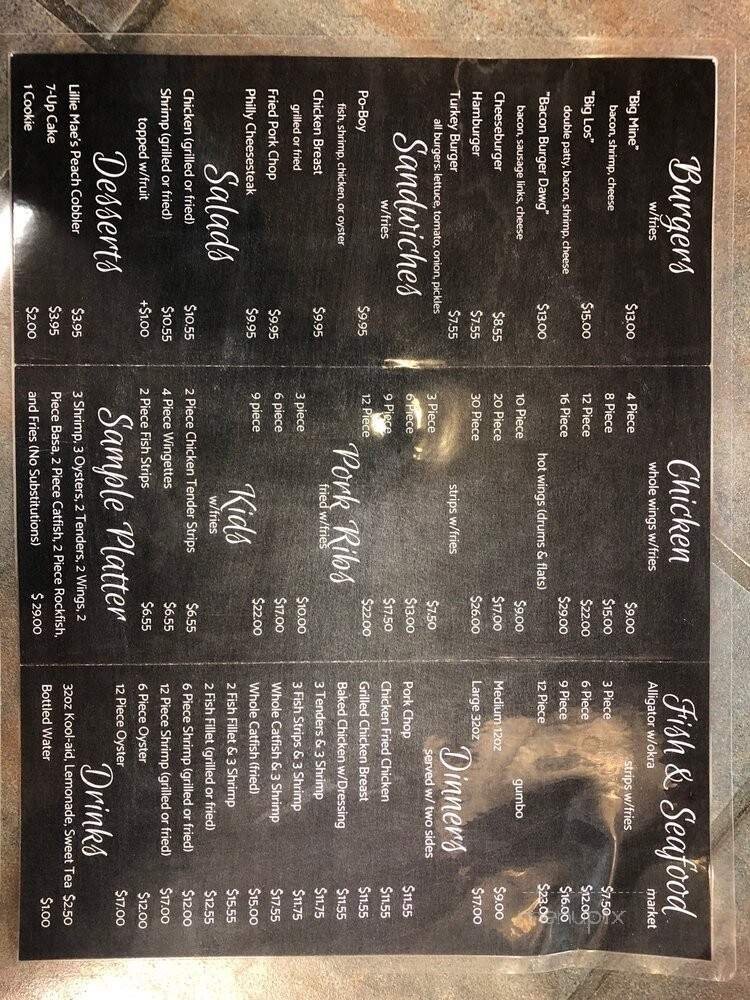 Burgers
w/fries
"Big Mine" $13.00
bacon, shrimp, cheese
"Big Los" $15.00
double patty, bacon, shrimp, cheese
"Bacon Burger Dawg" $13.00
bacon, sausage links, cheese
Cheeseburger $8.55
Hamburger $7.55
Turkey Burger $7.55
all burgers: lettuce, tomato, onion, pickles
Sandwiches
w/fries
Po-Boy $9.95
fish, shrimp, chicken, or oyster
Chicken Breast $9.95
grilled or fried
Fried Pork Chop $9.95
Philly Cheesesteak $9.95
Salads
Chicken (grilled or fried) $10.55
Shrimp (grilled or fried) $10.55
topped w/fruit +$1.00
Desserts
Lillie Mae's Peach Cobbler $3.95
7-Up Cake $3.95
1 Cookie $2.00
Chicken
whole wings w/fries
4 Piece $9.00
8 Piece $15.00
12 Piece $22.00
16 Piece $29.00
hot wings (drums & flats)
10 Piece $9.00
20 Piece $17.00
30 Piece $26.00
strips w/fries
3 Piece $7.50
6 Piece $13.00
9 Piece $17.50
12 Piece $22.00
Pork Ribs
fried w/fries
3 piece $10.00
6 piece $17.00
9 piece $22.00
Kids
w/fries
2 Piece Chicken Tender Strips $6.55
4 Piece Wingettes $6.55
2 Piece Fish Strips $6.55
Sample Platter
3 Shrimp, 3 Oysters, 2 Tenders, 2 Wings, 2
Piece Basa, 2 Piece Catfish, 2 Piece Rockfish,
and Fries (No Substitutions) $ 29.00
Fish & Seafood
Alligator w/okra market
strips w/fries
3 Piece $7.50
6 Piece $12.00
9 Piece $16.00
12 Piece $23.00
gumbo
Medium 12oz $9.00
Large 32oz $17.00
Dinners
served w/ two sides
Pork Chop $11.55
Chicken Fried Chicken $11.55
Grilled Chicken Breast $11.55
Baked Chicken w/Dressing $11.55
3 Tenders & 3 Shrimp $11.75
3 Fish Strips & 3 Shrimp $11.75
Whole Catfish & 3 Shrimp $17.55
Whole Catfish (fried) $15.00
2 Fish Fillet & 3 Shrimp $15.55
2 Fish Fillet (grilled or fried) $12.55
6 Piece Shrimp (grilled or fried) $12.00
12 Piece Shrimp (grilled or fried) $17.00
6 Piece Oyster $12.00
12 Piece Oyster $17.00
Drinks
32oz Kool-aid, Lemonade, Sweet Tea $2.50
Bottled Water $1.00